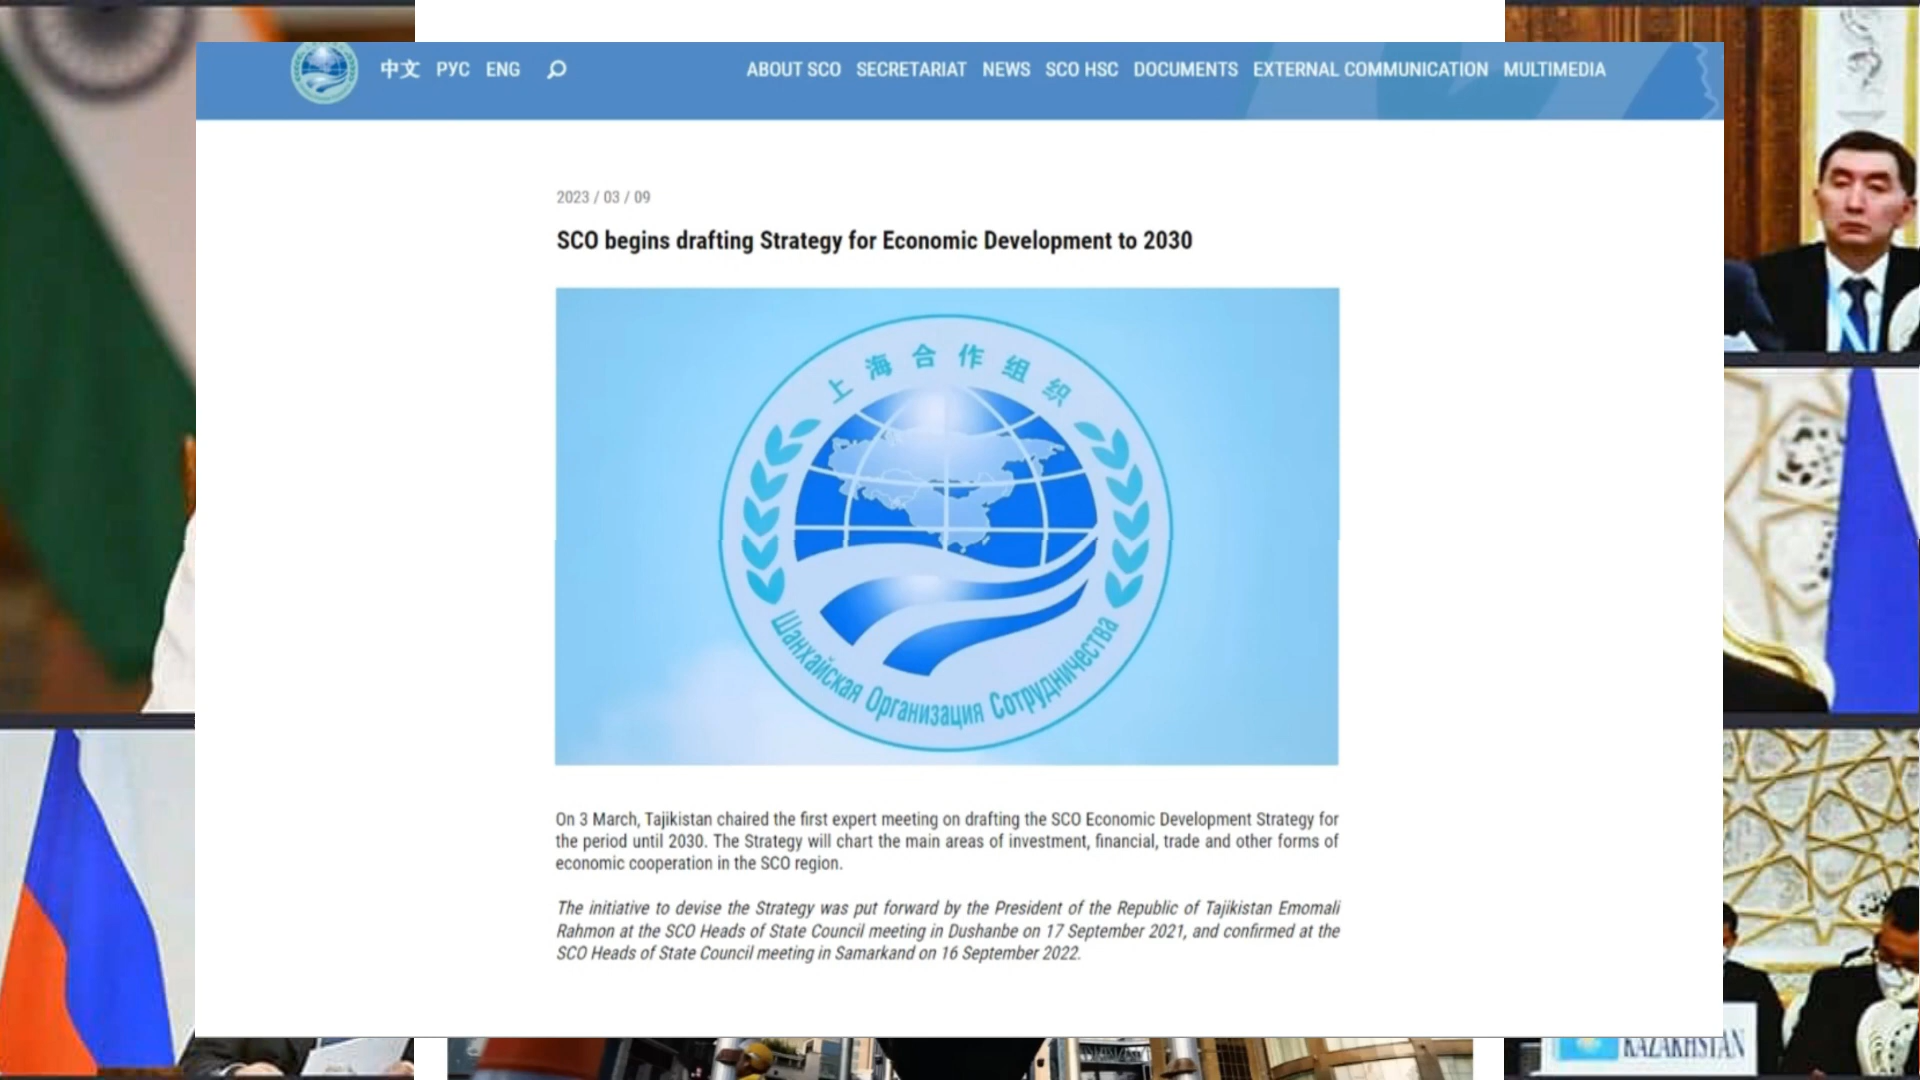 中文 РУС ENG
ABOUT SCO SECRETARIAT NEWS SCO HSC DOCUMENTS EXTERNAL COMMUNICATION MULTIMEDIA
2023 / 03 / 09
SCO begins drafting Strategy for Economic Development to 2030
上海合作组织
Шанхайская Организация Сотрудничества
On 3 March, Tajikistan chaired the first expert meeting on drafting the SCO Economic Development Strategy for
the period until 2030. The Strategy will chart the main areas of investment, financial, trade and other forms of
economic cooperation in the SCO region.
The initiative to devise the Strategy was put forward by the President of the Republic of Tajikistan Emomali
Rahmon at the SCO Heads of State Council meeting in Dushanbe on 17 September 2021, and confirmed at the
SCO Heads of State Council meeting in Samarkand on 16 September 2022.
KAZAKHSTAN